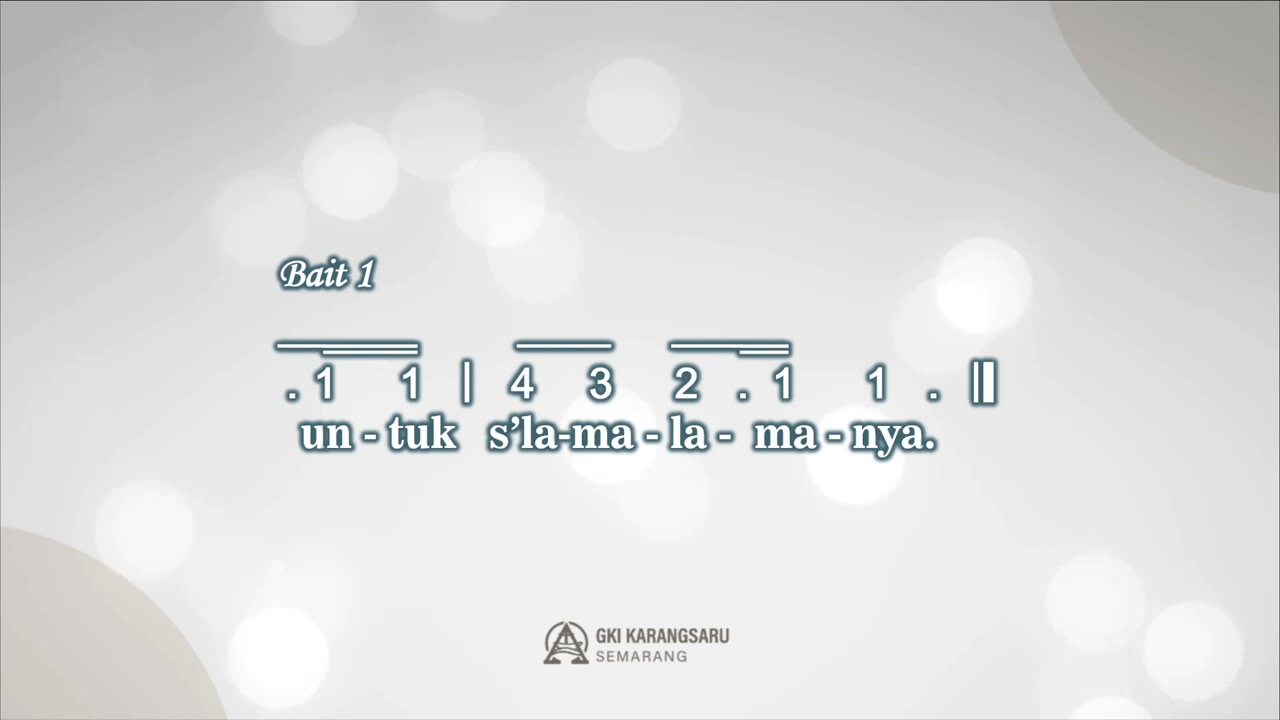 Bait 1
. 1 1 | 4 3 2 . 1 1 . ||
un - tuk s’la-ma - la - ma - nya.
GKI KARANGSARU
SEMARANG